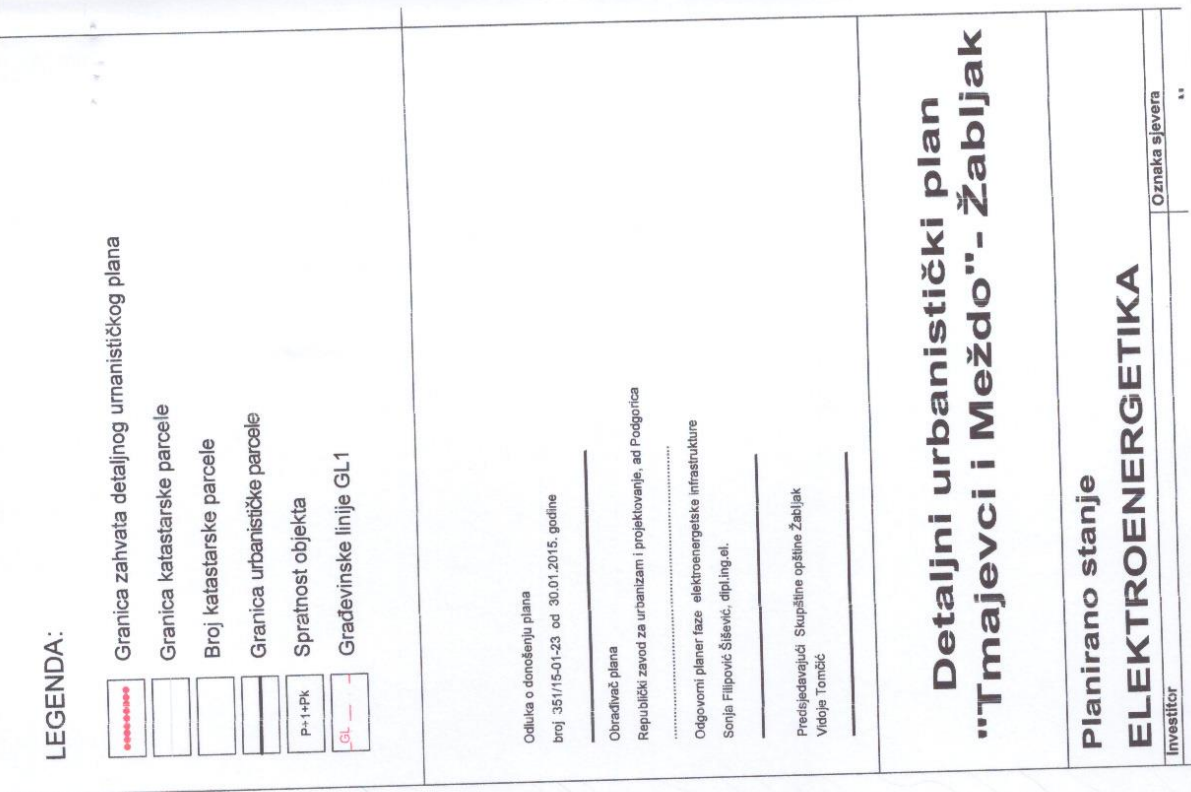 LEGENDA:
Granica zahvata detaljnog urnanističkog plana
Granica katastarske parcele
Broj katastarske parcele
Granica urbanističke parcele
P+1+Pk Spratnost objekta
GL Građevinske linije GL1
Odluka o donošenju plana
broj 351/15-01-23 od 30.01.2015. godine
Obrađivač plana
Republički zavod za urbanizam i projektovanje, ad Podgorica
Odgovorni planer faze elektroenergetske infrastrukture
Sonja Filipović Šišević, dipl.ing.el.
Predsjedavajući Skupštine opštine Žabljak
Vidoje Tomčić
Detaljni urbanistički plan
"Tmajevci i Meždo"- Žabljak
Planirano stanje
ELEKTROENERGETIKA
Investitor
Oznaka sjevera